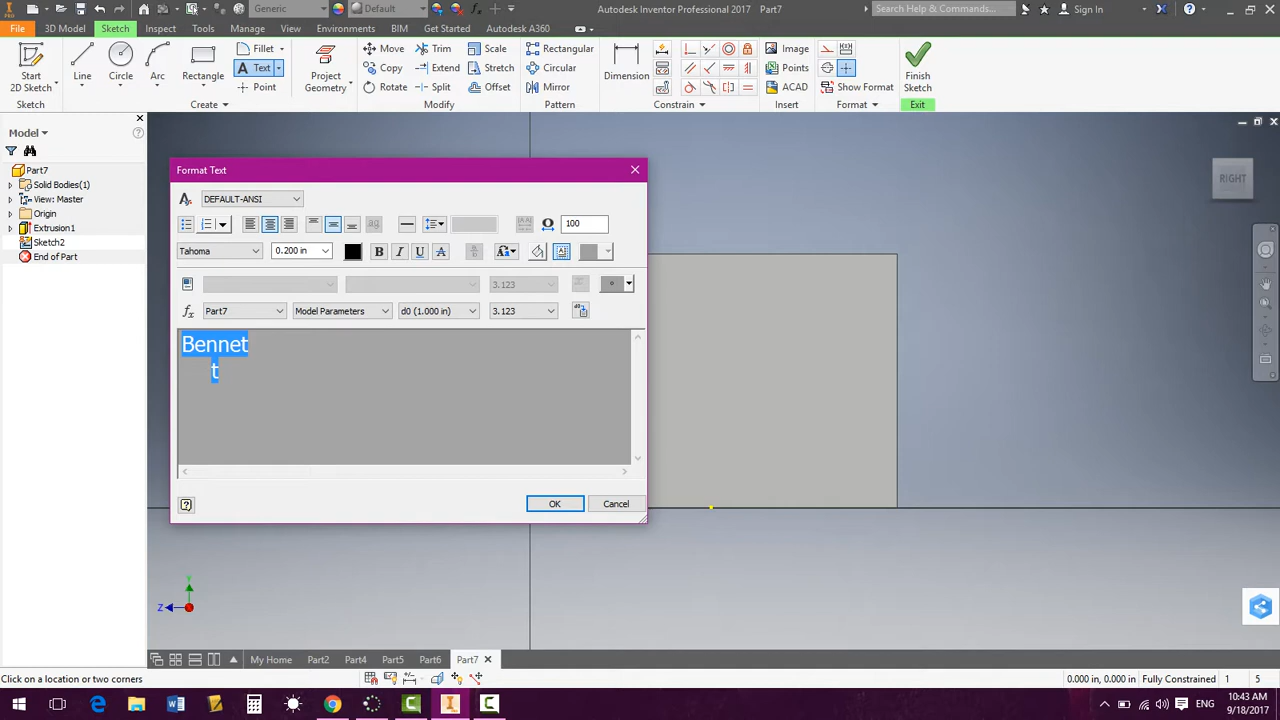 Generic
Default
Autodesk Inventor Professional 2017 Part7
Search Help & Commands...
Sign In
File
3D Model
Sketch
Inspect
Tools
Manage
View
Environments
BIM
Get Started
Autodesk A360
Start
2D Sketch
Line
Circle
Arc
Rectangle
Fillet
Text
Point
Project
Geometry
Move
Copy
Rotate
Trim
Extend
Split
Scale
Stretch
Offset
Rectangular
Circular
Mirror
Dimension
Image
Points
ACAD
Show Format
Finish
Sketch
Sketch
Create
Modify
Pattern
Constrain
Insert
Format
Exit
Model
Part7
Solid Bodies(1)
View: Master
Origin
Extrusion1
Sketch2
End of Part
Format Text
DEFAULT-ANSI
100
Tahoma
0.200 in
B
I
U
A
3.123
Part7
Model Parameters
d0 (1.000 in)
3.123
Bennet
t
OK
Cancel
RIGHT
Y
Z
My Home
Part2
Part4
Part5
Part6
Part7
Click on a location or two corners
0.000 in, 0.000 in
Fully Constrained
1
5
ENG
10:43 AM
9/18/2017